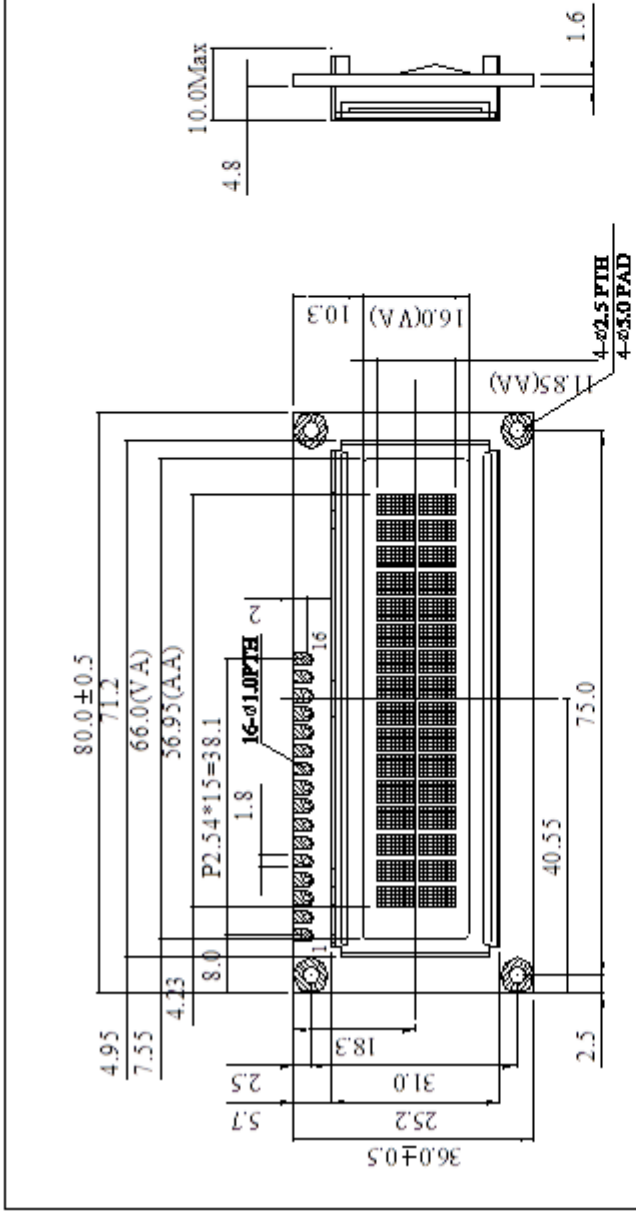 1.6
10.0Max
4.8
4-ø2.5 PTH
4-ø5.0 PAD
10.3
16.0(VA)
11.85(AA)
80.0±0.5
71.2
66.0(VA)
56.95(AA)
P2.54*15=38.1
1.8
16-ø1.0PTH
2
16
1
8.0
4.23
7.55
4.95
75.0
40.55
2.5
18.3
2.5
31.0
5.7
25.2
36.0±0.5